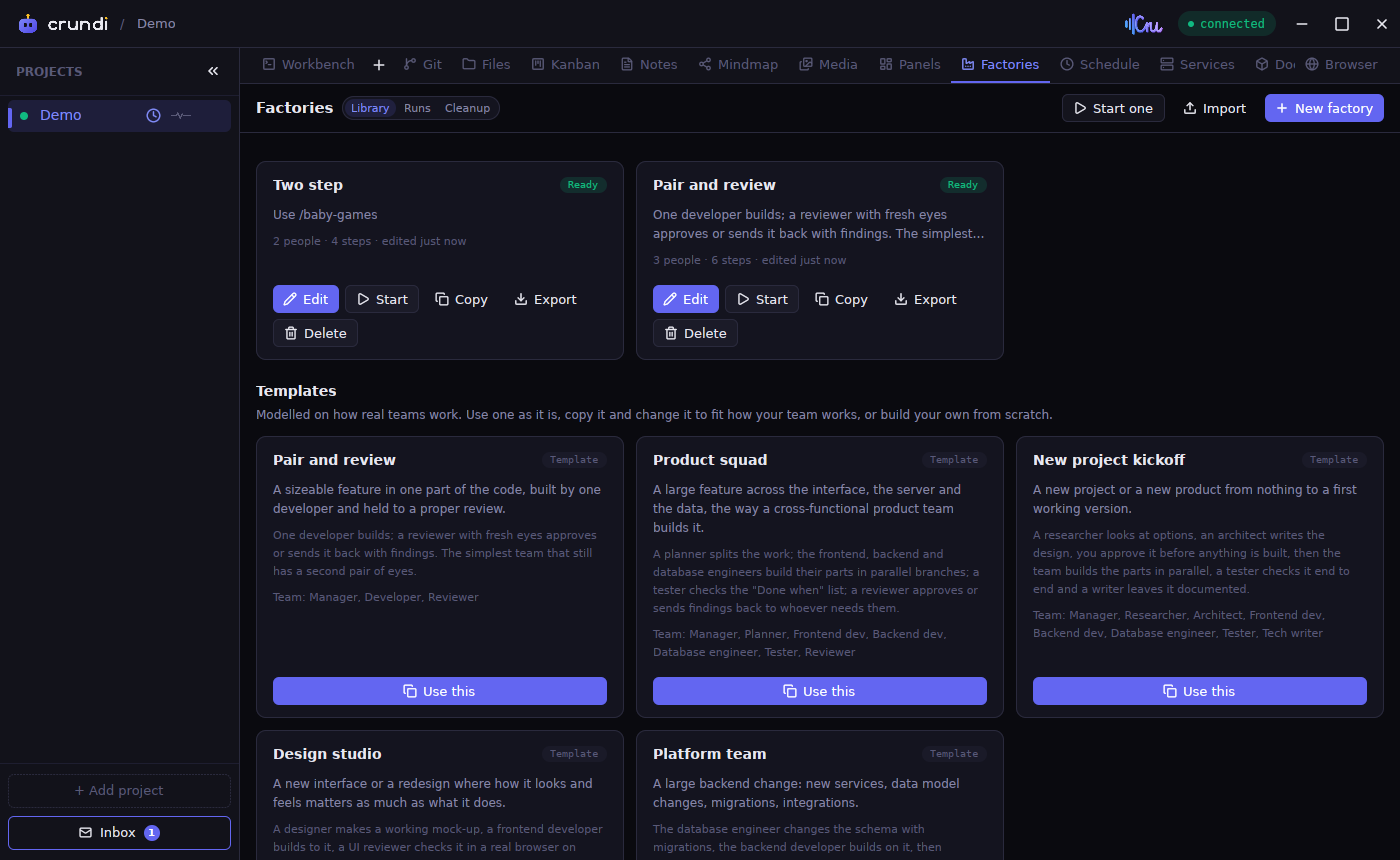 crundi / Demo
Cru
connected
PROJECTS
Workbench
Git
Files
Kanban
Notes
Mindmap
Media
Panels
Factories
Schedule
Services
Browser
Demo
Factories
Library Runs Cleanup
Start one
Import
+ New factory
Two step
Ready
Use /baby-games
2 people · 4 steps · edited just now
Edit
Start
Copy
Export
Delete
Pair and review
Ready
One developer builds; a reviewer with fresh eyes
approves or sends it back with findings. The simplest…
3 people · 6 steps · edited just now
Edit
Start
Copy
Export
Delete
Templates
Modelled on how real teams work. Use one as it is, copy it and change it to fit how your team works, or build your own from scratch.
Pair and review
Template
A sizeable feature in one part of the code, built by one
developer and held to a proper review.
One developer builds; a reviewer with fresh eyes approves
or sends it back with findings. The simplest team that still
has a second pair of eyes.
Team: Manager, Developer, Reviewer
Use this
Product squad
Template
A large feature across the interface, the server and
the data, the way a cross-functional product team
builds it.
A planner splits the work; the frontend, backend and
database engineers build their parts in parallel branches; a
tester checks the "Done when" list; a reviewer approves or
sends findings back to whoever needs them.
Team: Manager, Planner, Frontend dev, Backend dev,
Database engineer, Tester, Reviewer
Use this
New project kickoff
Template
A new project or a new product from nothing to a first
working version.
A researcher looks at options, an architect writes the
design, you approve it before anything is built, then the
team builds the parts in parallel, a tester checks it end to
end and a writer leaves it documented.
Team: Manager, Researcher, Architect, Frontend dev,
Backend dev, Database engineer, Tester, Tech writer
Use this
Design studio
Template
A new interface or a redesign where how it looks and
feels matters as much as what it does.
A designer makes a working mock-up, a frontend developer
builds to it, a UI reviewer checks it in a real browser on
Platform team
Template
A large backend change: new services, data model
changes, migrations, integrations.
The database engineer changes the schema with
migrations, the backend developer builds on it, then
+ Add project
Inbox 1